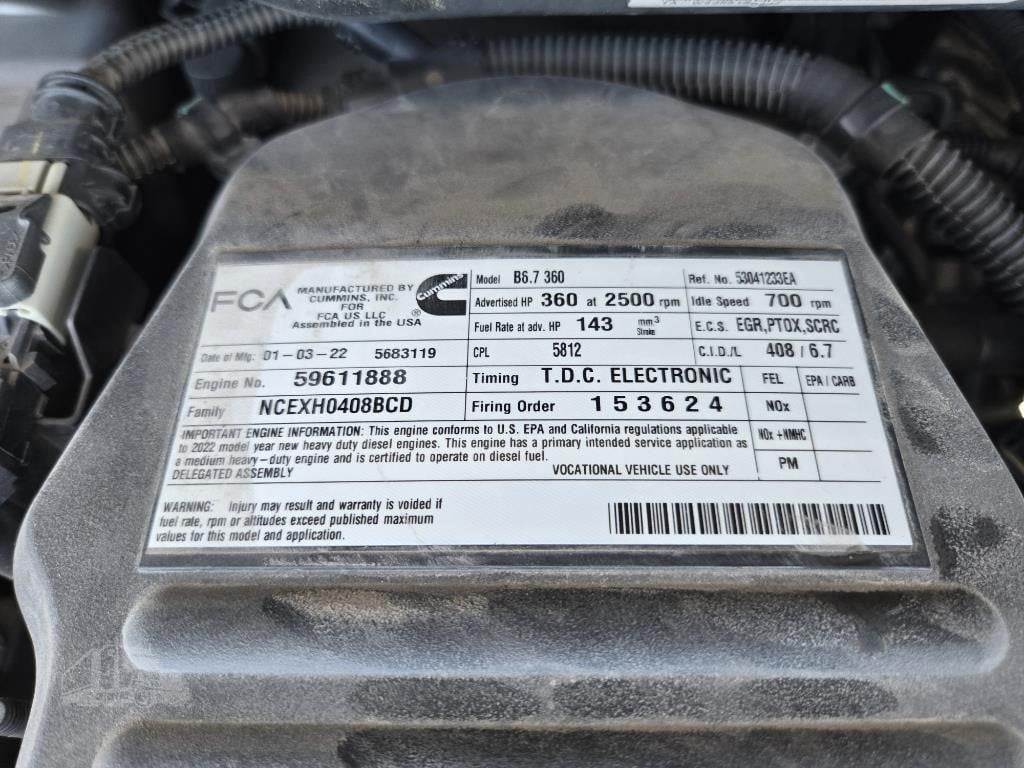 FCA
MANUFACTURED BY
CUMMINS, INC.
FOR
FCA US LLC
Assembled in the USA
Cummins ®
Model B6.7 360
Ref. No. 53041233EA
Advertised HP 360 at 2500 rpm
Idle Speed 700 rpm
Fuel Rate at adv. HP 143 mm³ Stroke
E.C.S. EGR,PTOX,SCRC
Date of Mfg: 01-03-22 5683119
CPL 5812
C.I.D./L 408 / 6.7
Engine No. 59611888
Timing T.D.C. ELECTRONIC
FEL EPA / CARB
Family NCEXH0408BCD
Firing Order 1 5 3 6 2 4
NOx
NOx +NMHC
PM
IMPORTANT ENGINE INFORMATION: This engine conforms to U.S. EPA and California regulations applicable
to 2022 model year new heavy duty diesel engines. This engine has a primary intended service application as
a medium heavy-duty engine and is certified to operate on diesel fuel.
DELEGATED ASSEMBLY VOCATIONAL VEHICLE USE ONLY
WARNING: Injury may result and warranty is voided if
fuel rate, rpm or altitudes exceed published maximum
values for this model and application.